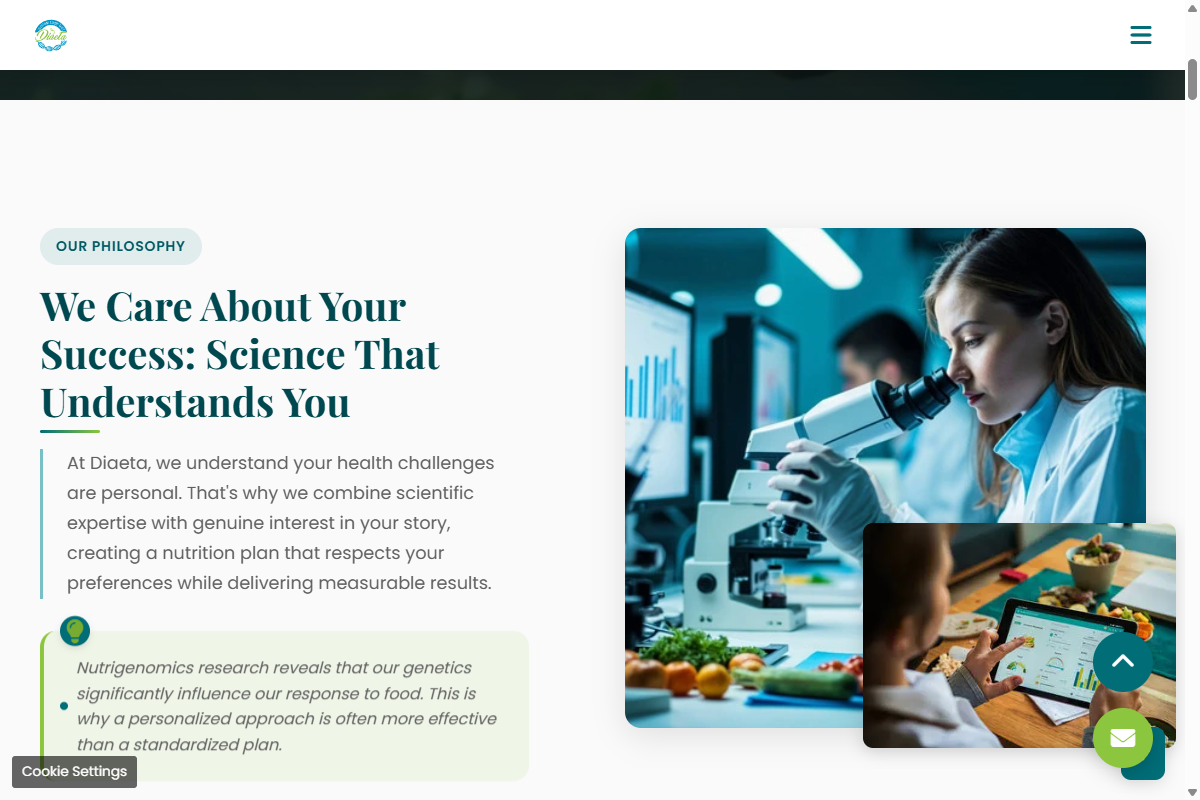 Diaeta
OUR PHILOSOPHY
We Care About Your
Success: Science That
Understands You
At Diaeta, we understand your health challenges
are personal. That's why we combine scientific
expertise with genuine interest in your story,
creating a nutrition plan that respects your
preferences while delivering measurable results.
Nutrigenomics research reveals that our genetics
significantly influence our response to food. This is
why a personalized approach is often more effective
than a standardized plan.
Cookie Settings